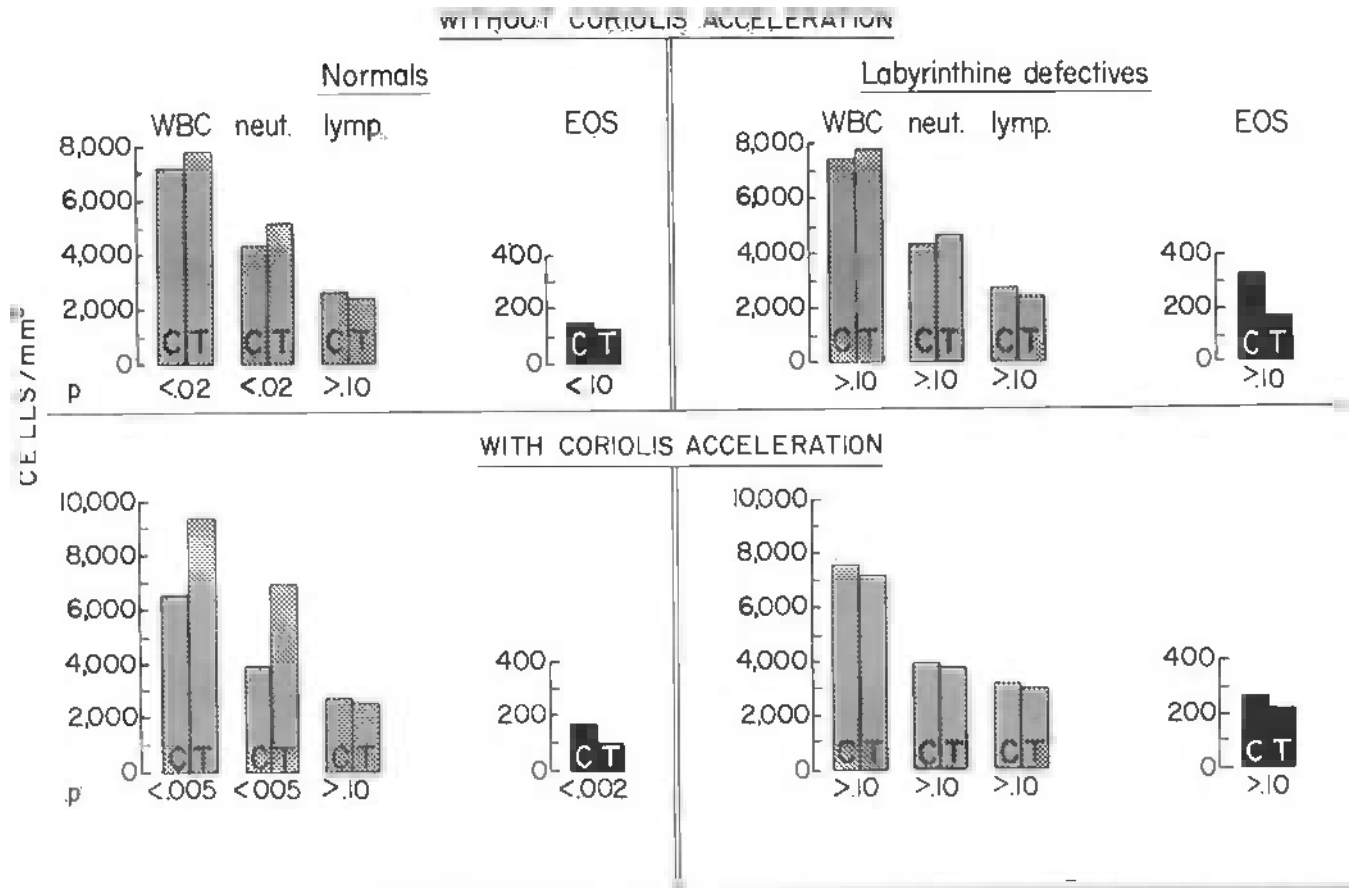 WITHOUT CORIOLIS ACCELERATION
Normals
WBC neut. lymp. EOS
8,000
6,000
4,000
2,000
0
400
200
0
C T C T C T C T
p <.02 <.02 >.10 < 10
Labyrinthine defectives
WBC neut. lymp. EOS
8,000
6,000
4,000
2,000
0
400
200
0
C T C T C T C T
>.10 >.10 >.10 >.10
CELLS/mm³
WITH CORIOLIS ACCELERATION
10,000
8,000
6,000
4,000
2,000
0
400
200
0
C T C T C T C T
p <.005 <005 >.10 <.002
10,000
8,000
6,000
4,000
2,000
0
400
200
0
C T C T C T C T
>.10 >.10 >.10 >.10